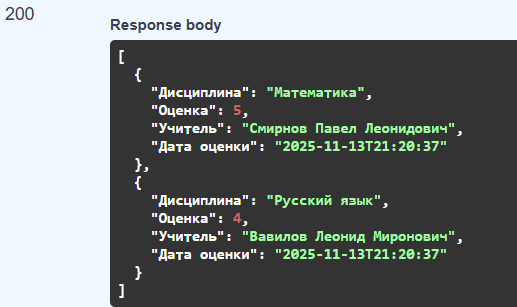 200
Response body
[
  {
    "Дисциплина": "Математика",
    "Оценка": 5,
    "Учитель": "Смирнов Павел Леонидович",
    "Дата оценки": "2025-11-13T21:20:37"
  },
  {
    "Дисциплина": "Русский язык",
    "Оценка": 4,
    "Учитель": "Вавилов Леонид Миронович",
    "Дата оценки": "2025-11-13T21:20:37"
  }
]